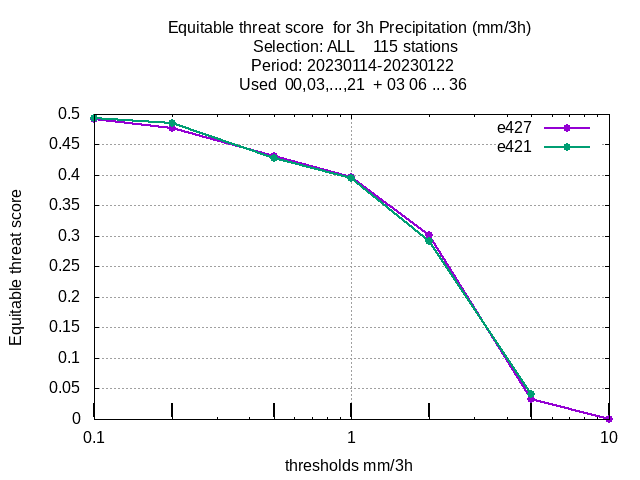 Equitable threat score  for 3h Precipitation (mm/3h)
Selection: ALL    115 stations
Period: 20230114-20230122
Used  00,03,...,21  + 03 06 ... 36
e427
e421
0.5
0.45
0.4
0.35
0.3
0.25
0.2
0.15
0.1
0.05
0
Equitable threat score
0.1
1
10
thresholds mm/3h